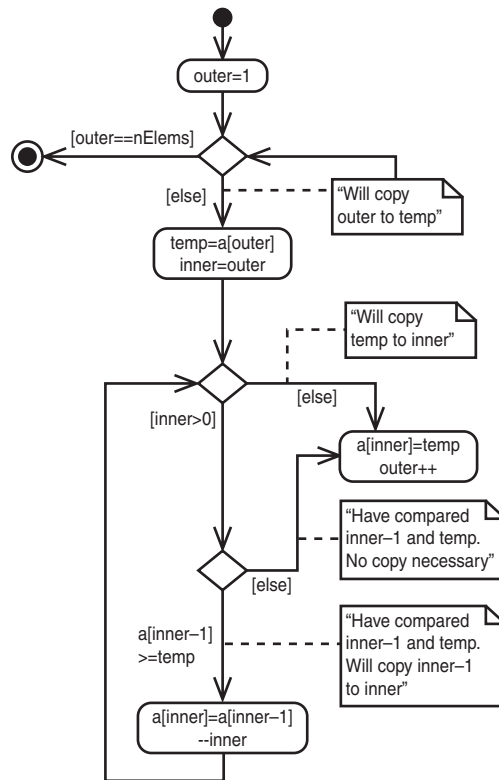 outer=1
[outer==nElems]
[else]
“Will copy
outer to temp”
temp=a[outer]
inner=outer
“Will copy
temp to inner”
[else]
[inner>0]
a[inner]=temp
outer++
“Have compared
inner–1 and temp.
No copy necessary”
[else]
a[inner–1]
>=temp
“Have compared
inner–1 and temp.
Will copy inner–1
to inner”
a[inner]=a[inner–1]
--inner